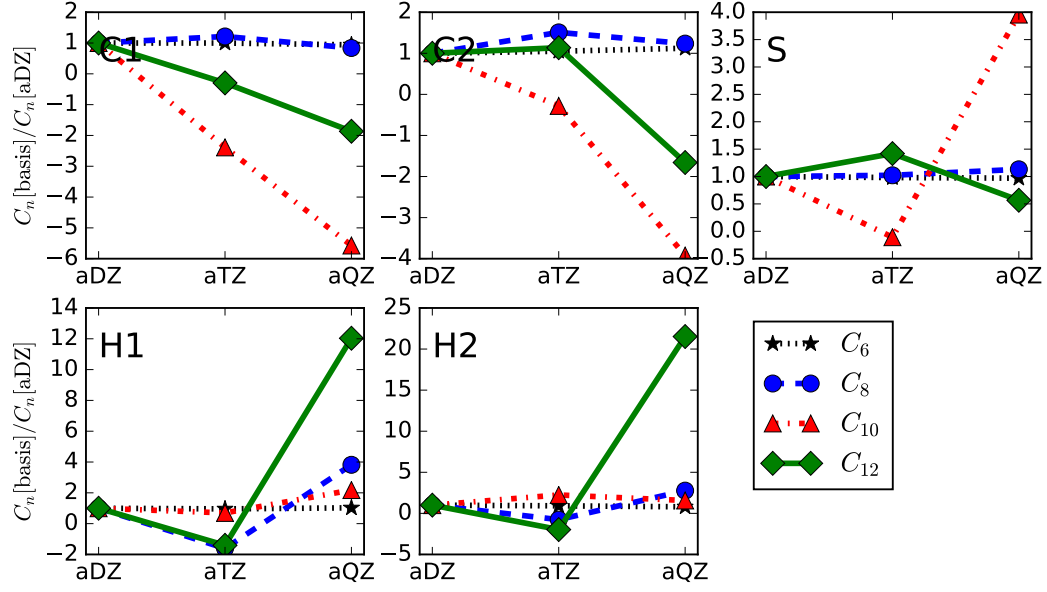 C_n[basis]/C_n[aDZ]
2
1
0
−1
−2
−3
−4
−5
−6
C1
aDZ aTZ aQZ
2
1
0
−1
−2
−3
−4
C2
aDZ aTZ aQZ
4.0
3.5
3.0
2.5
2.0
1.5
1.0
0.5
0.0
−0.5
S
aDZ aTZ aQZ
C_n[basis]/C_n[aDZ]
14
12
10
8
6
4
2
0
−2
H1
aDZ aTZ aQZ
25
20
15
10
5
0
−5
H2
aDZ aTZ aQZ
C_6
C_8
C_10
C_12